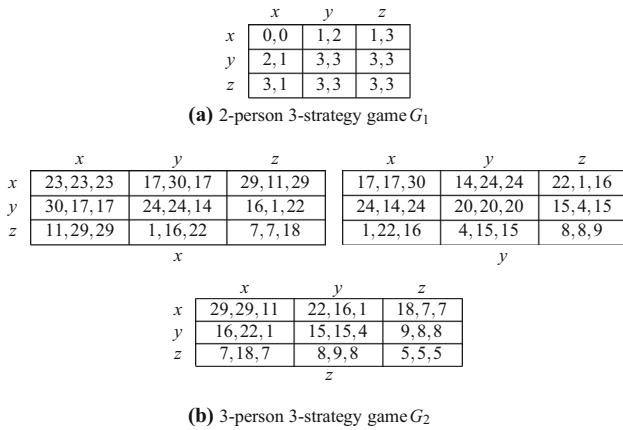 x y z
x 0,0 1,2 1,3
y 2,1 3,3 3,3
z 3,1 3,3 3,3
(a) 2-person 3-strategy game G1
x y z
x 23,23,23 17,30,17 29,11,29
y 30,17,17 24,24,14 16,1,22
z 11,29,29 1,16,22 7,7,18
x
x y z
x 17,17,30 14,24,24 22,1,16
y 24,14,24 20,20,20 15,4,15
z 1,22,16 4,15,15 8,8,9
y
x y z
x 29,29,11 22,16,1 18,7,7
y 16,22,1 15,15,4 9,8,8
z 7,18,7 8,9,8 5,5,5
z
(b) 3-person 3-strategy game G2